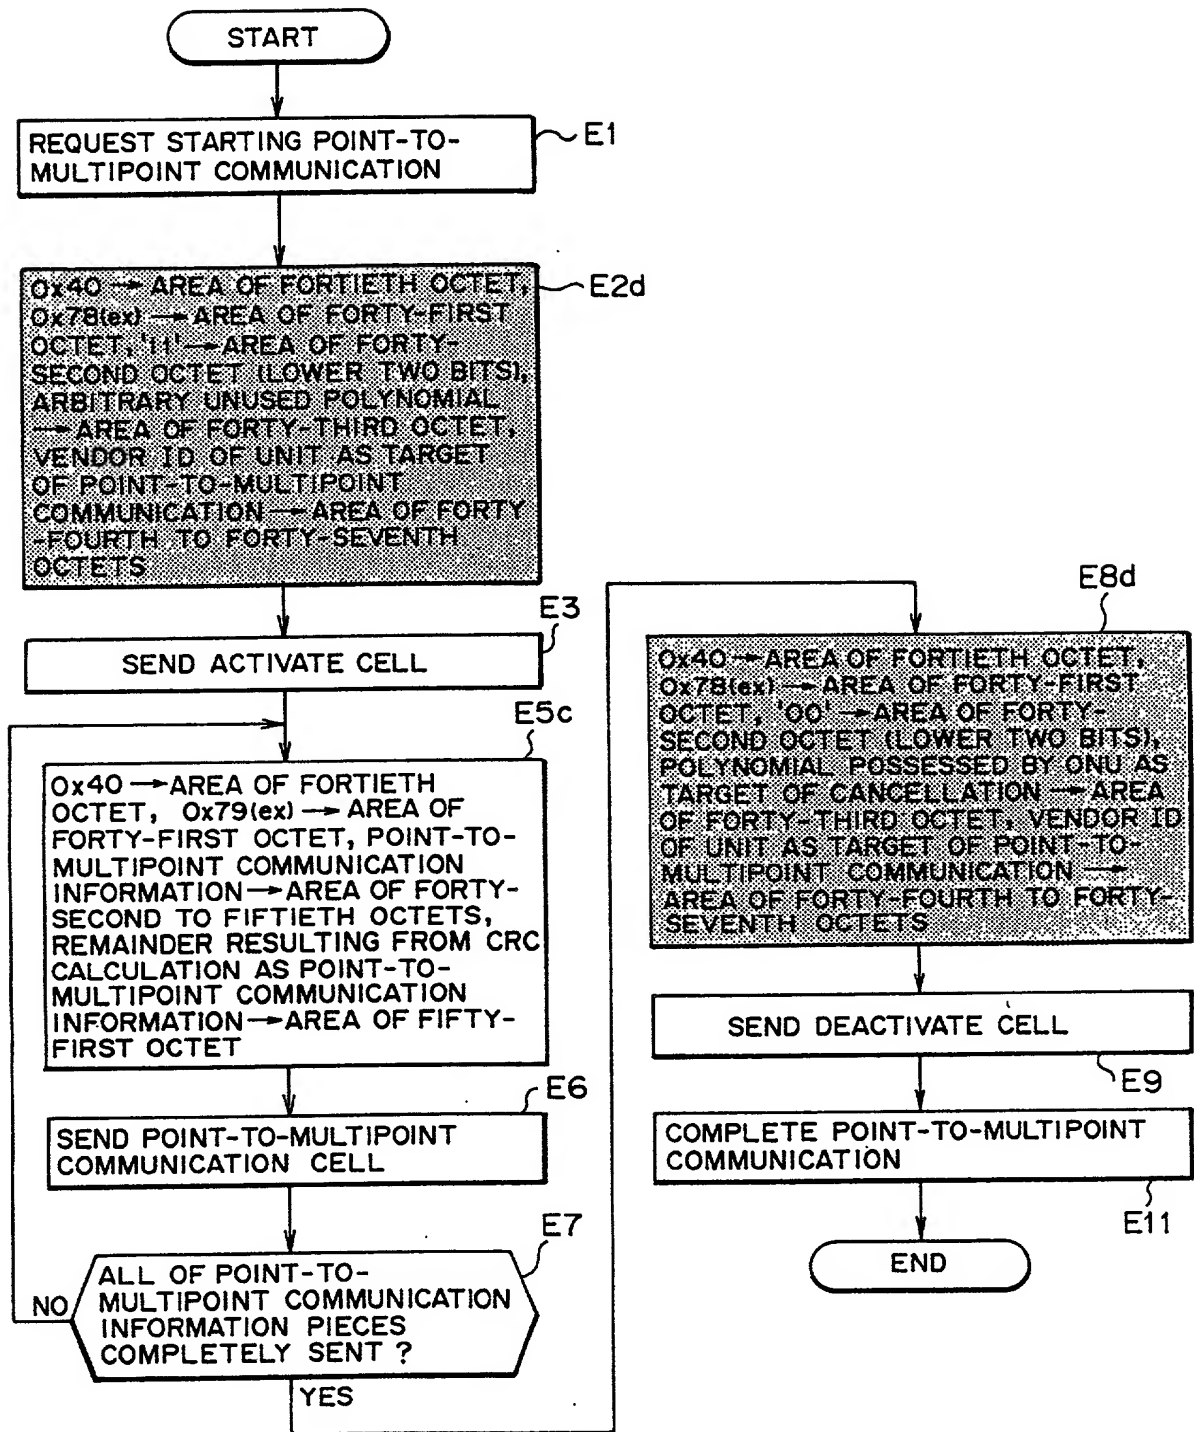 START
REQUEST STARTING POINT-TO-
MULTIPOINT COMMUNICATION
E1
0x40→AREA OF FORTIETH OCTET,
0x78(ex)→AREA OF FORTY-FIRST
OCTET, '11'→AREA OF FORTY-
SECOND OCTET (LOWER TWO BITS),
ARBITRARY UNUSED POLYNOMIAL
→AREA OF FORTY-THIRD OCTET,
VENDOR ID OF UNIT AS TARGET
OF POINT-TO-MULTIPOINT
COMMUNICATION→AREA OF FORTY
-FOURTH TO FORTY-SEVENTH
OCTETS
E2d
E3
SEND ACTIVATE CELL
E5c
0x40→AREA OF FORTIETH
OCTET, 0x79(ex)→AREA OF
FORTY-FIRST OCTET, POINT-TO-
MULTIPOINT COMMUNICATION
INFORMATION→AREA OF FORTY-
SECOND TO FIFTIETH OCTETS,
REMAINDER RESULTING FROM CRC
CALCULATION AS POINT-TO-
MULTIPOINT COMMUNICATION
INFORMATION→AREA OF FIFTY-
FIRST OCTET
E6
SEND POINT-TO-MULTIPOINT
COMMUNICATION CELL
E7
ALL OF POINT-TO-
MULTIPOINT COMMUNICATION
INFORMATION PIECES
COMPLETELY SENT ?
NO
YES
E8d
0x40→AREA OF FORTIETH OCTET,
0x78(ex)→AREA OF FORTY-FIRST
OCTET, '00'→AREA OF FORTY-
SECOND OCTET (LOWER TWO BITS),
POLYNOMIAL POSSESSED BY ONU AS
TARGET OF CANCELLATION→AREA
OF FORTY-THIRD OCTET, VENDOR ID
OF UNIT AS TARGET OF POINT-TO-
MULTIPOINT COMMUNICATION→
AREA OF FORTY-FOURTH TO FORTY-
SEVENTH OCTETS
SEND DEACTIVATE CELL
E9
COMPLETE POINT-TO-MULTIPOINT
COMMUNICATION
E11
END